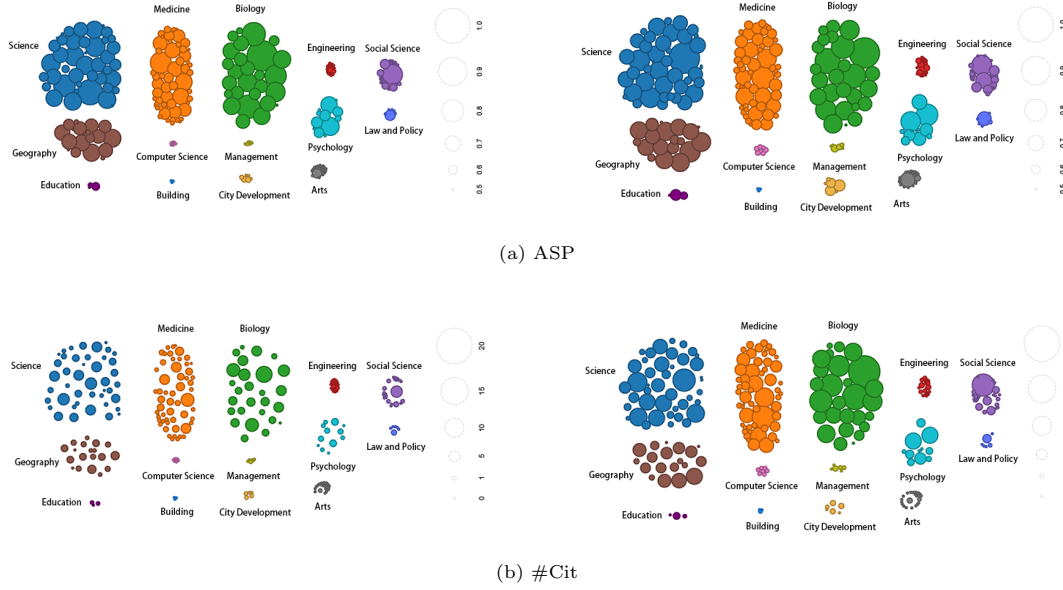 Medicine
Biology
Science
Engineering
Social Science
Law and Policy
Geography
Computer Science
Management
Psychology
Education
Building
City Development
Arts
1.0
0.9
0.8
0.7
0.6
0.5
Medicine
Biology
Science
Engineering
Social Science
Law and Policy
Geography
Computer Science
Management
Psychology
Education
Building
City Development
Arts
0.8
0.7
(a) ASP
Medicine
Biology
Science
Engineering
Social Science
Law and Policy
Geography
Computer Science
Management
Psychology
Education
Building
City Development
Arts
20
15
10
5
1
0
Medicine
Biology
Science
Engineering
Social Science
Law and Policy
Geography
Computer Science
Management
Psychology
Education
Building
City Development
Arts
(b) #Cit